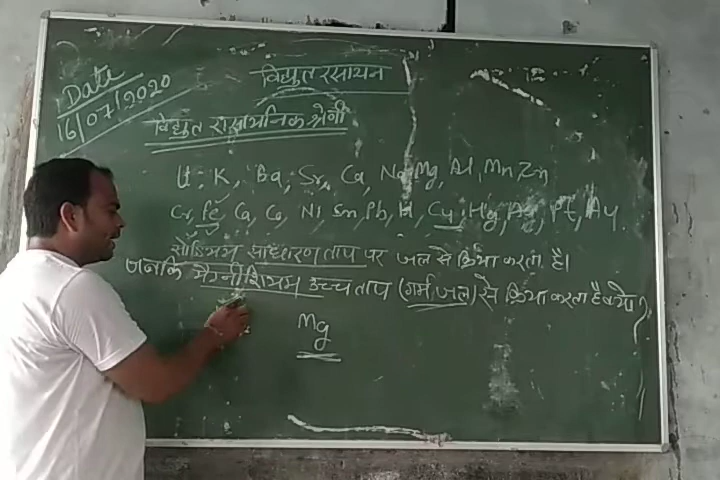 Date
16/07/2020
विद्युत रसायन
विद्युत रासायनिक श्रेणी
Li, K, Ba, Sr, Ca, Na, Mg, Al, Mn, Zn
Cr, Fe, Cd, Co, Ni, Sn, Pb, H, Cu, Hg, Ag, Pt, Au.
सोडियम साधारण ताप पर जल से क्रिया करता है।
जबकि मैग्नीशियम उच्च ताप (गर्म जल) से क्रिया करता है क्यो?
Mg